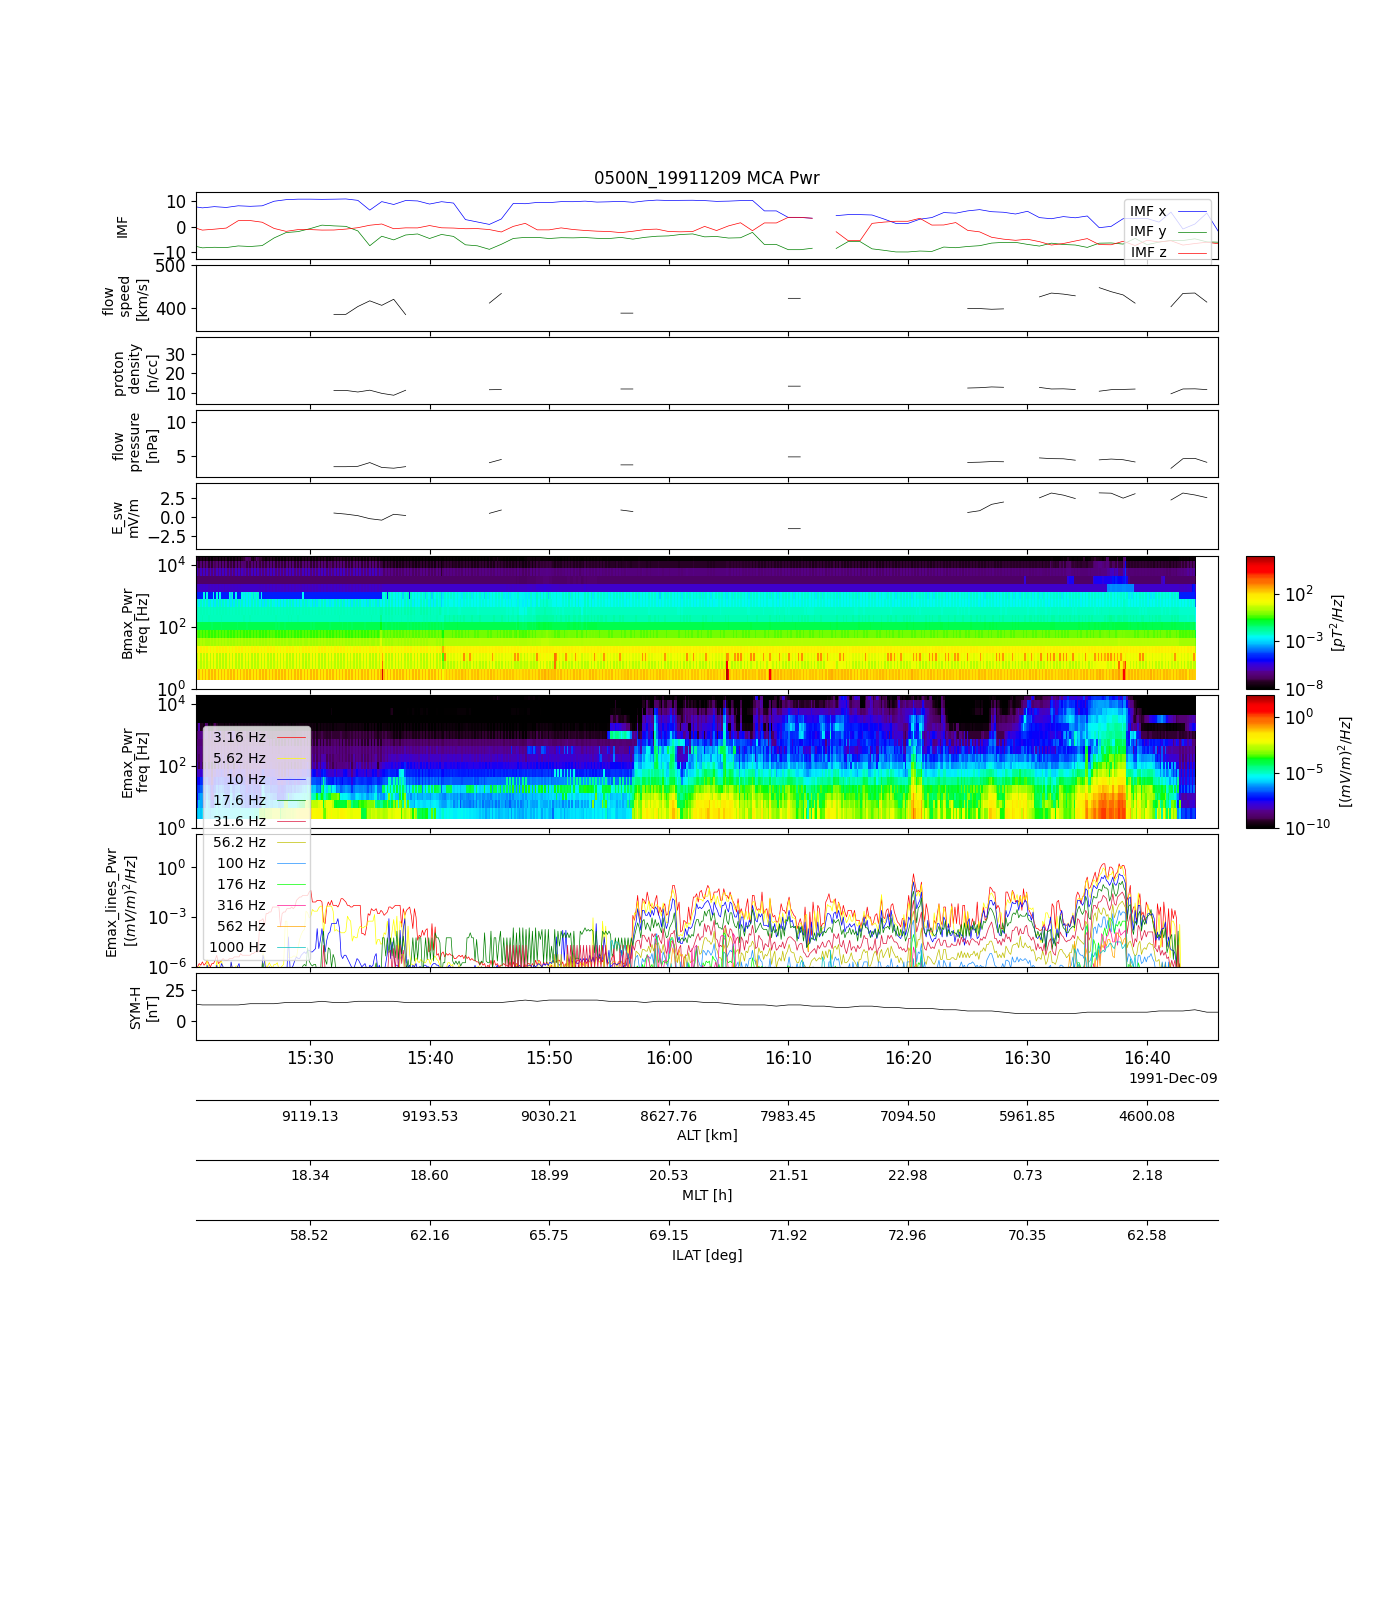 0500N_19911209 MCA Pwr
10
0
−10
IMF
IMF x
IMF y
IMF z
500
400
flow
speed
[km/s]
30
20
10
proton
density
[n/cc]
10
5
flow
pressure
[nPa]
2.5
0.0
−2.5
E_sw
mV/m
10^4
10^2
10^0
Bmax_Pwr
freq [Hz]
10^2
10^−3
10^−8
[pT^2/Hz]
10^4
10^2
10^0
Emax_Pwr
freq [Hz]
10^0
10^−5
10^−10
[(mV/m)^2/Hz]
3.16 Hz
5.62 Hz
10 Hz
17.6 Hz
31.6 Hz
56.2 Hz
100 Hz
176 Hz
316 Hz
562 Hz
1000 Hz
10^0
10^−3
10^−6
Emax_lines_Pwr
[(mV/m)^2/Hz]
25
0
SYM-H
[nT]
15:30 15:40 15:50 16:00 16:10 16:20 16:30 16:40
1991-Dec-09
9119.13 9193.53 9030.21 8627.76 7983.45 7094.50 5961.85 4600.08
ALT [km]
18.34 18.60 18.99 20.53 21.51 22.98 0.73 2.18
MLT [h]
58.52 62.16 65.75 69.15 71.92 72.96 70.35 62.58
ILAT [deg]